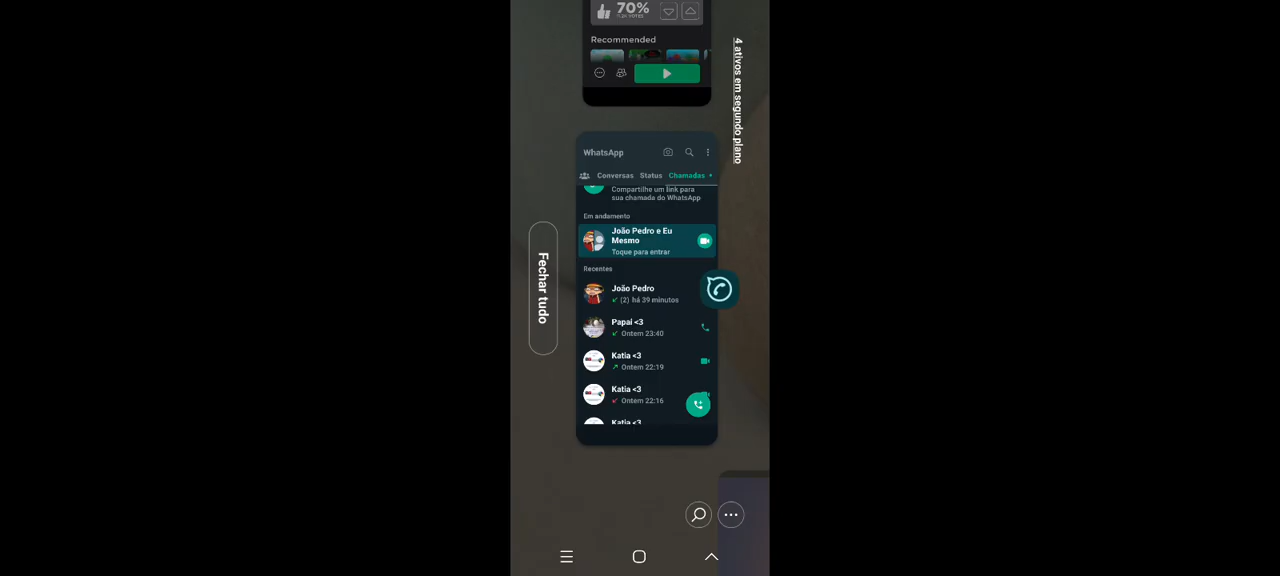 70%
Recommended
4 ativos em segundo plano
WhatsApp
Conversas Status Chamadas
Compartilhe um link para
sua chamada do WhatsApp
Em andamento
João Pedro e Eu
Mesmo
Toque para entrar
Recentes
João Pedro
(2) há 39 minutos
Papai <3
Ontem 23:40
Katia <3
Ontem 22:19
Katia <3
Ontem 22:16
Katia <3
Fechar tudo